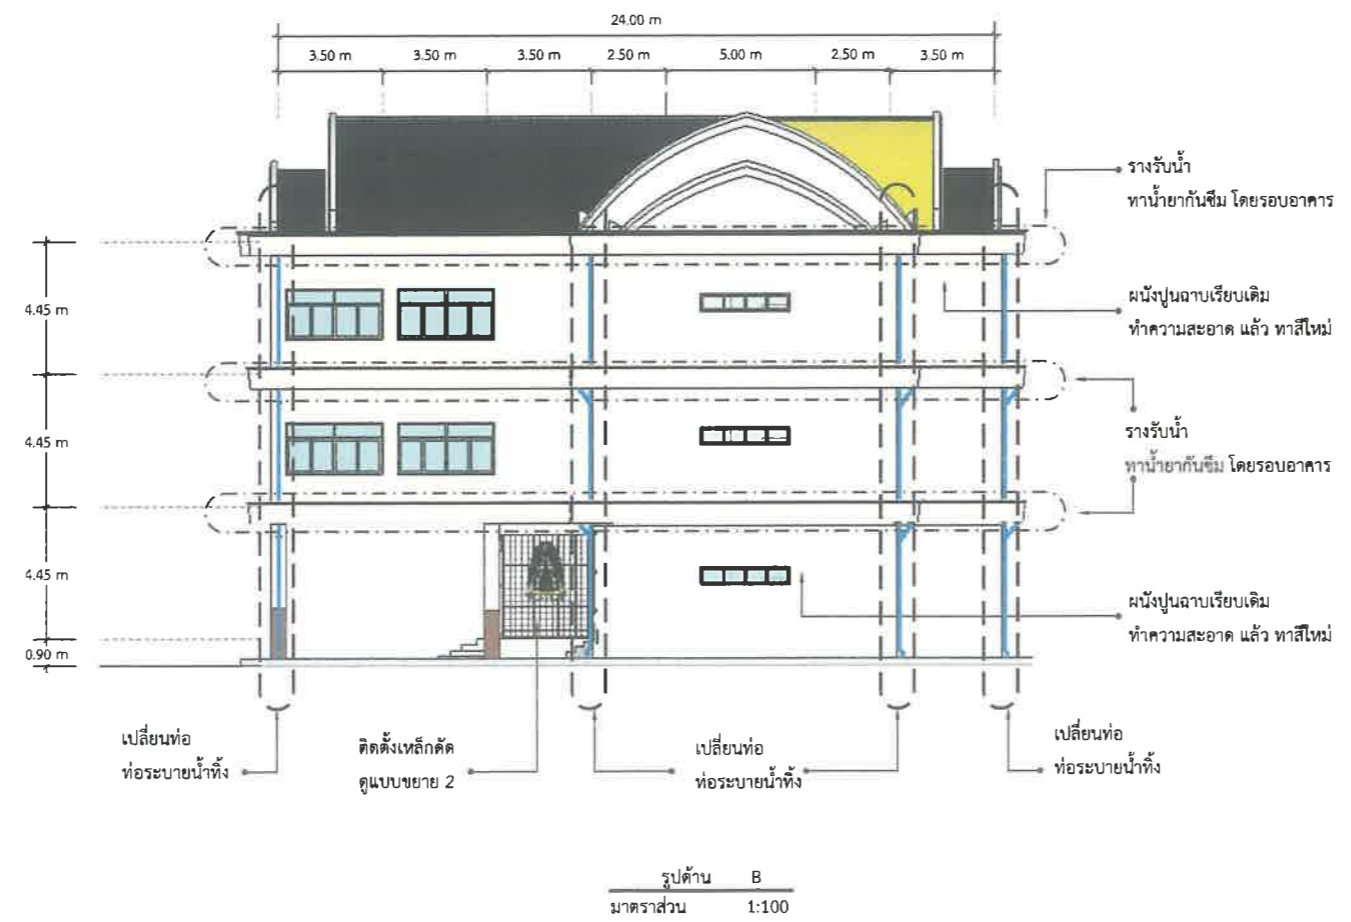 24.00 m
3.50 m 3.50 m 3.50 m 2.50 m 5.00 m 2.50 m 3.50 m
รางรับน้ำ
ทาน้ำยากันซึม โดยรอบอาคาร
4.45 m
ผนังปูนฉาบเรียบเดิม
ทำความสะอาด แล้ว ทาสีใหม่
4.45 m
รางรับน้ำ
ทาน้ำยากันซึม โดยรอบอาคาร
4.45 m
ผนังปูนฉาบเรียบเดิม
ทำความสะอาด แล้ว ทาสีใหม่
0.90 m
เปลี่ยนท่อ
ท่อระบายน้ำทิ้ง
ติดตั้งเหล็กดัด
ดูแบบขยาย 2
เปลี่ยนท่อ
ท่อระบายน้ำทิ้ง
เปลี่ยนท่อ
ท่อระบายน้ำทิ้ง
รูปด้าน B
มาตราส่วน 1:100